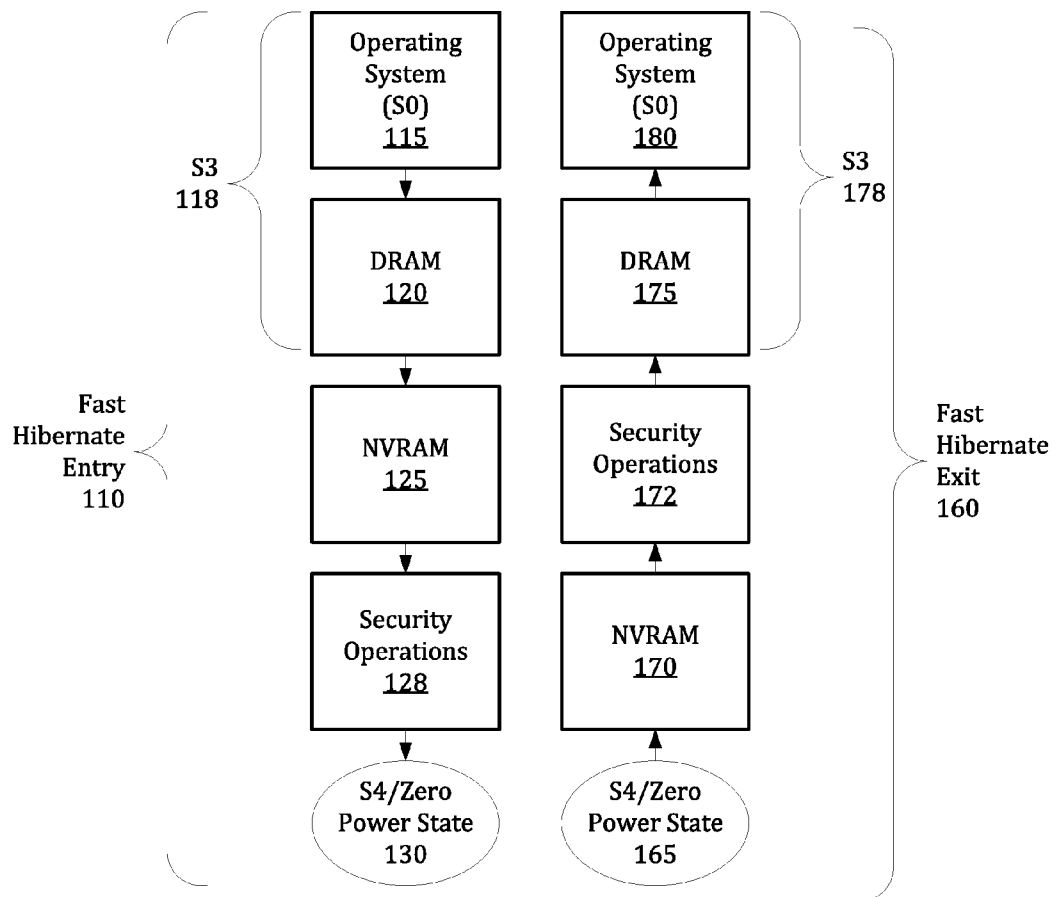 Operating
System
(S0)
115
Operating
System
(S0)
180
S3
118
S3
178
DRAM
120
DRAM
175
Fast
Hibernate
Entry
110
NVRAM
125
Security
Operations
172
Fast
Hibernate
Exit
160
Security
Operations
128
NVRAM
170
S4/Zero
Power State
130
S4/Zero
Power State
165